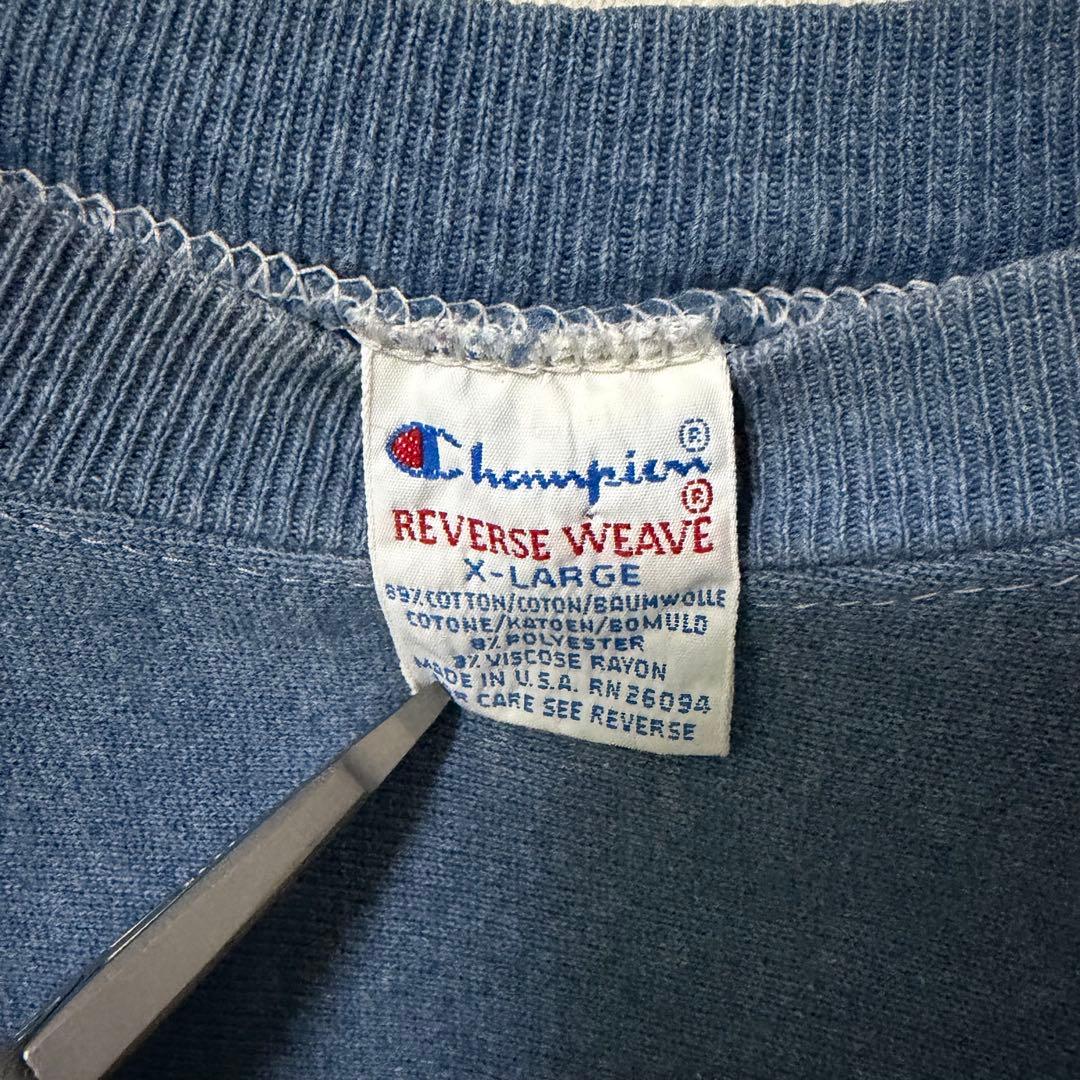 Champion®
REVERSE WEAVE®
X-LARGE
89% COTTON/COTON/BAUMWOLLE
COTONE/KATOEN/BOMULD
8% POLYESTER
3% VISCOSE RAYON
MADE IN U.S.A. RN 26094
CARE SEE REVERSE